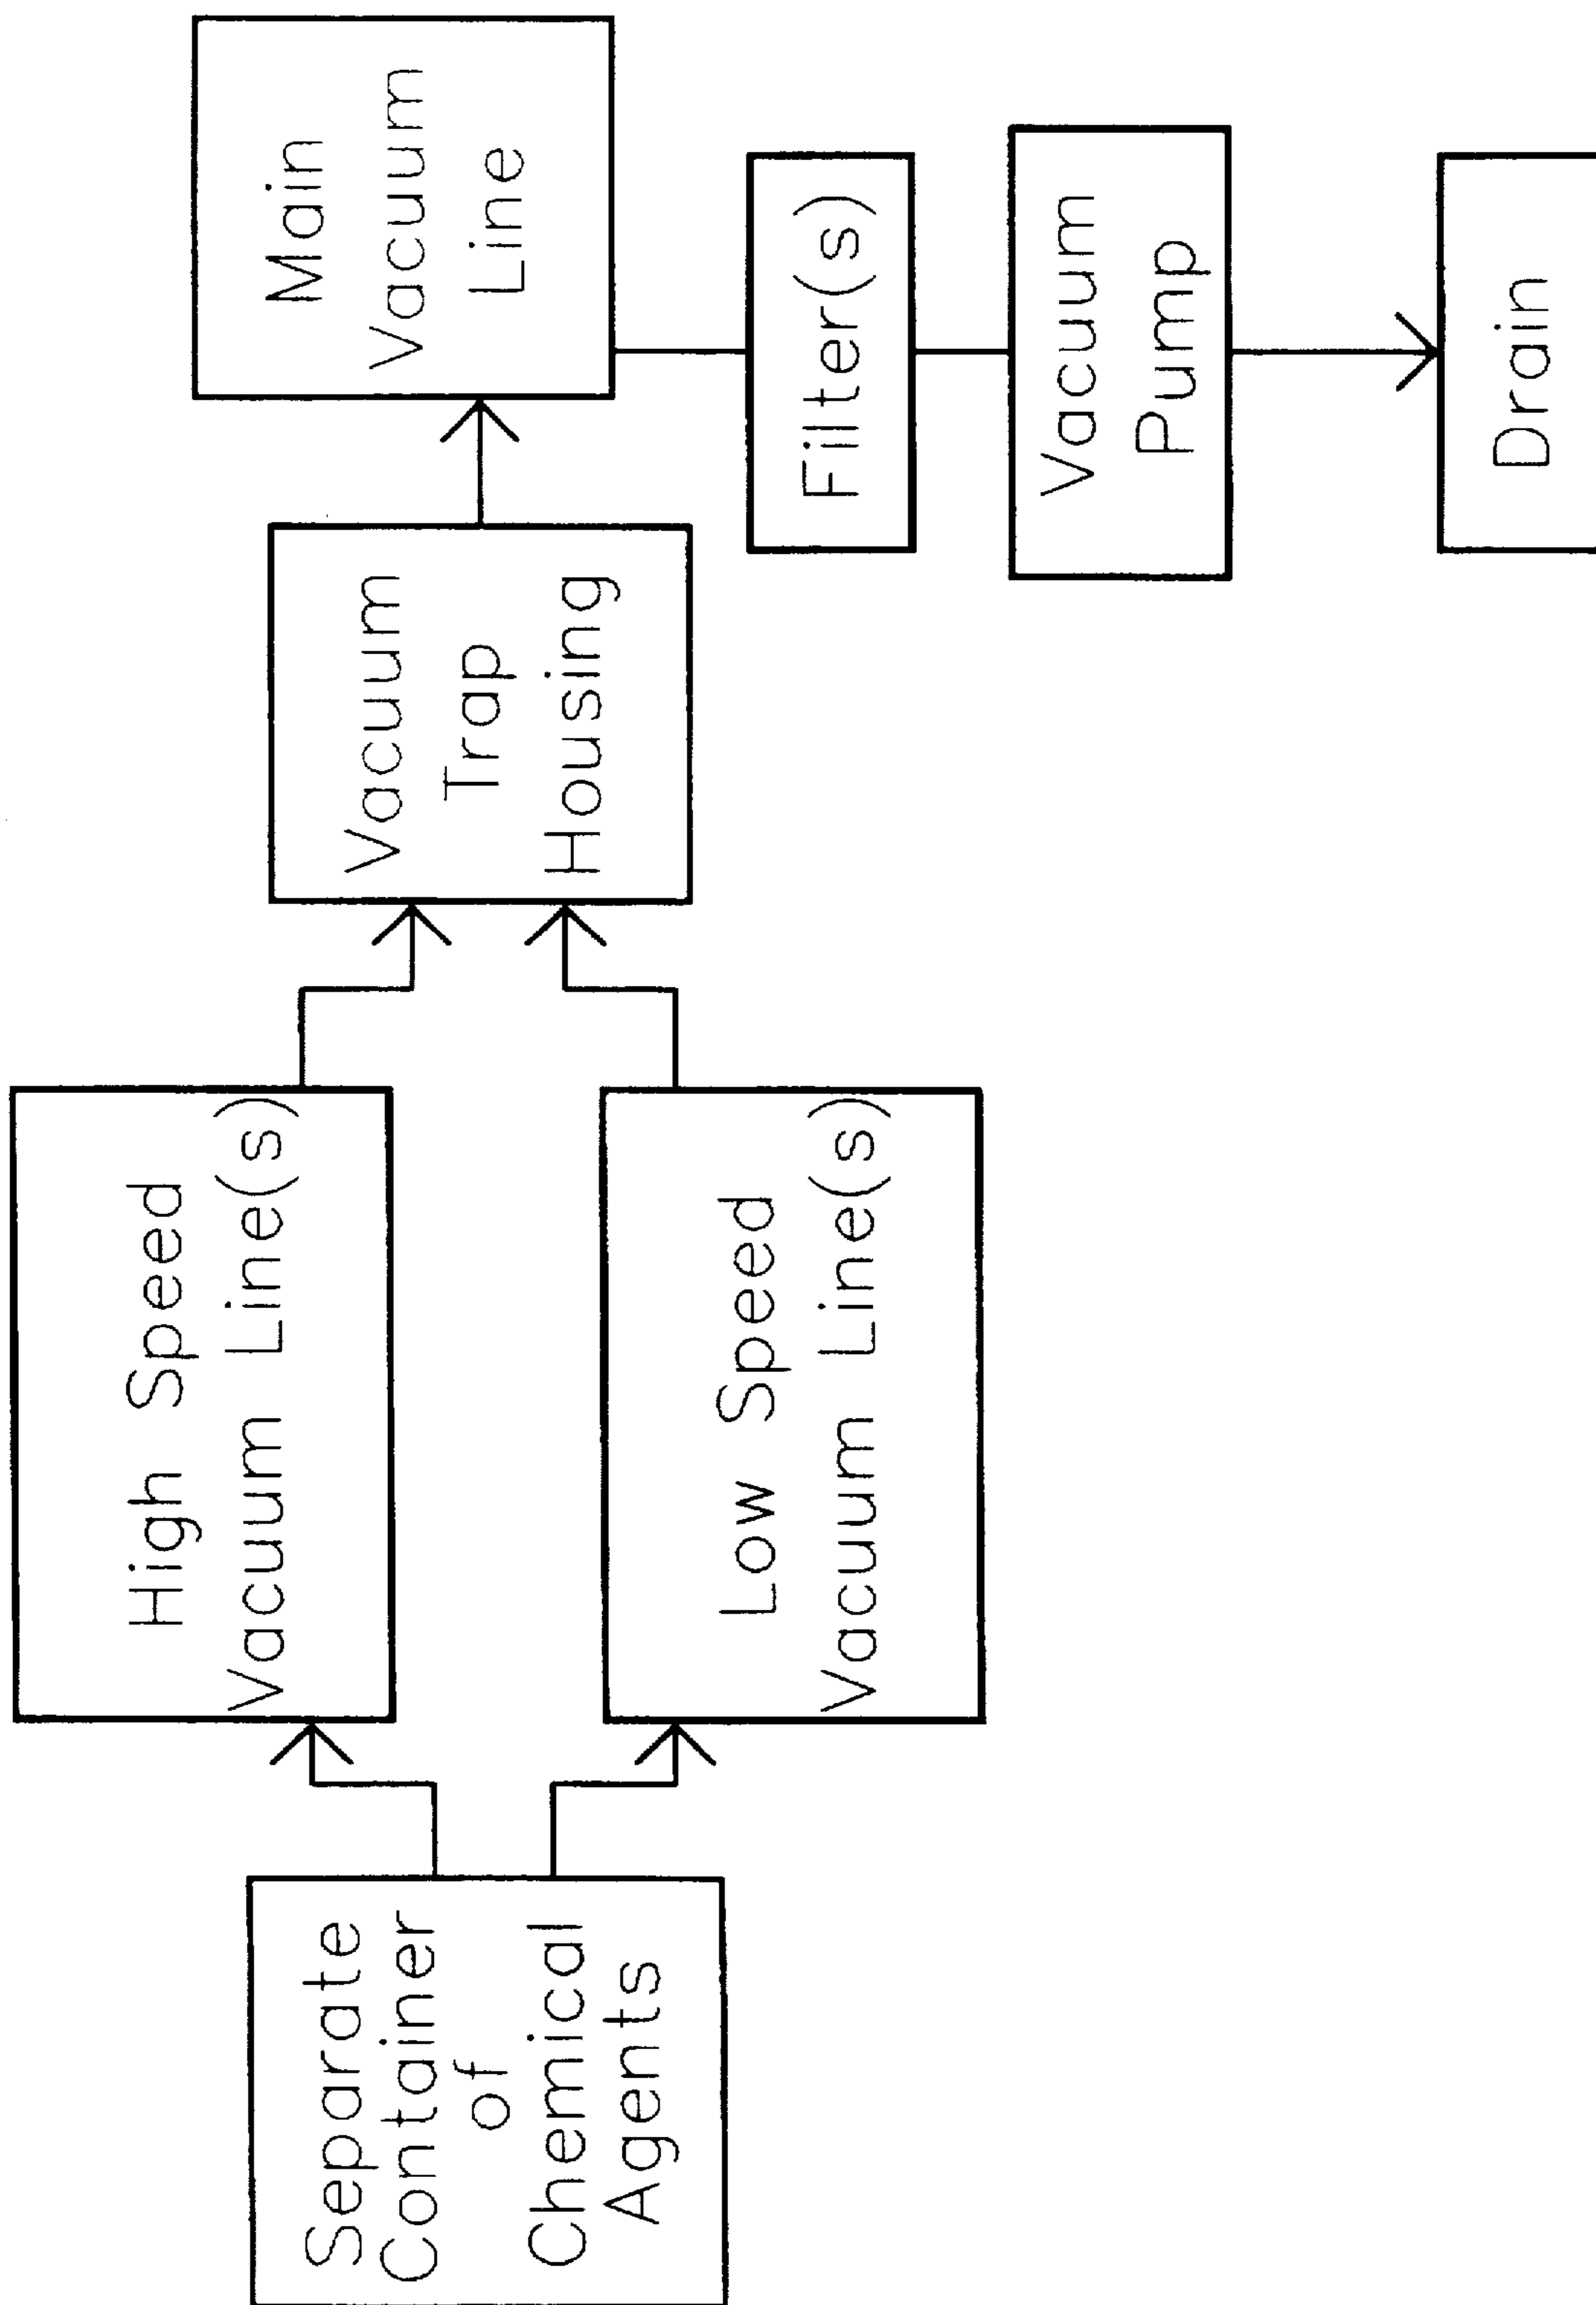 Separate
Container
of
Chemical
Agents
High Speed
Vacuum Line(s)
Low Speed
Vacuum Line(s)
Vacuum
Trap
Housing
Main
Vacuum
Line
Filter(s)
Vacuum
Pump
Drain